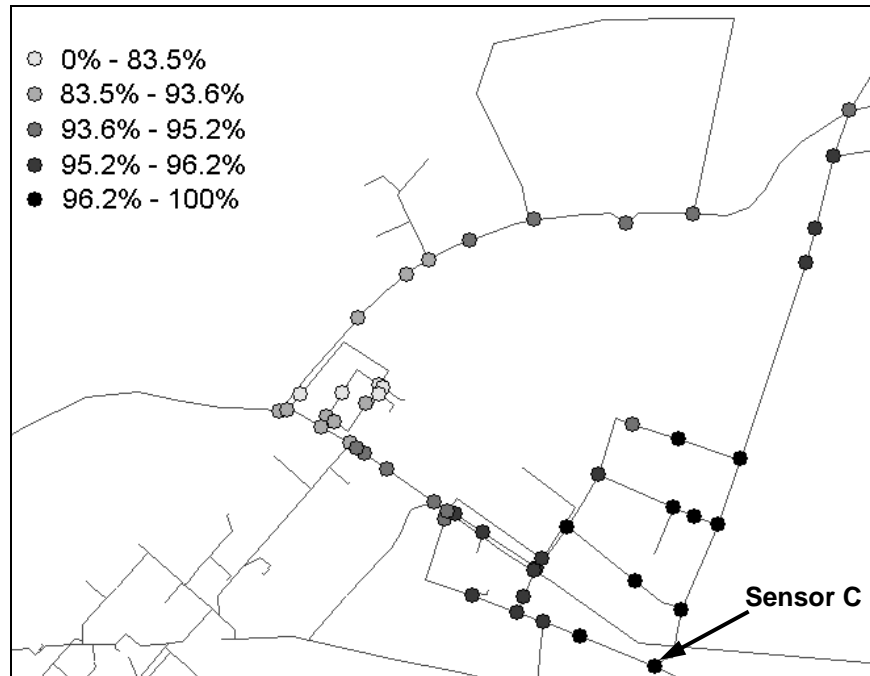 0% - 83.5%
83.5% - 93.6%
93.6% - 95.2%
95.2% - 96.2%
96.2% - 100%
Sensor C